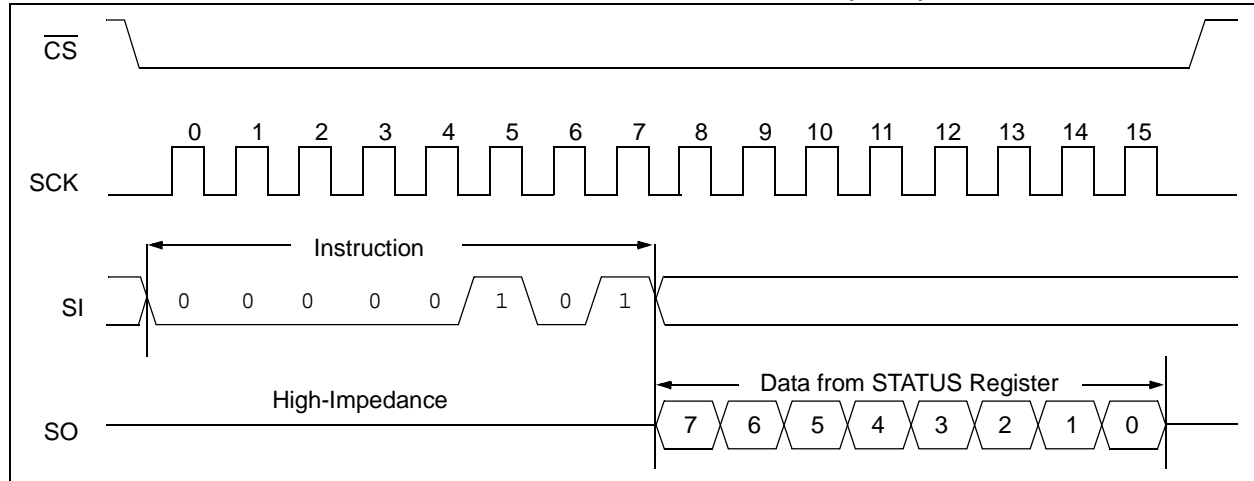 CS
0 1 2 3 4 5 6 7 8 9 10 11 12 13 14 15
SCK
Instruction
SI 0 0 0 0 0 1 0 1
Data from STATUS Register
High-Impedance
SO 7 6 5 4 3 2 1 0